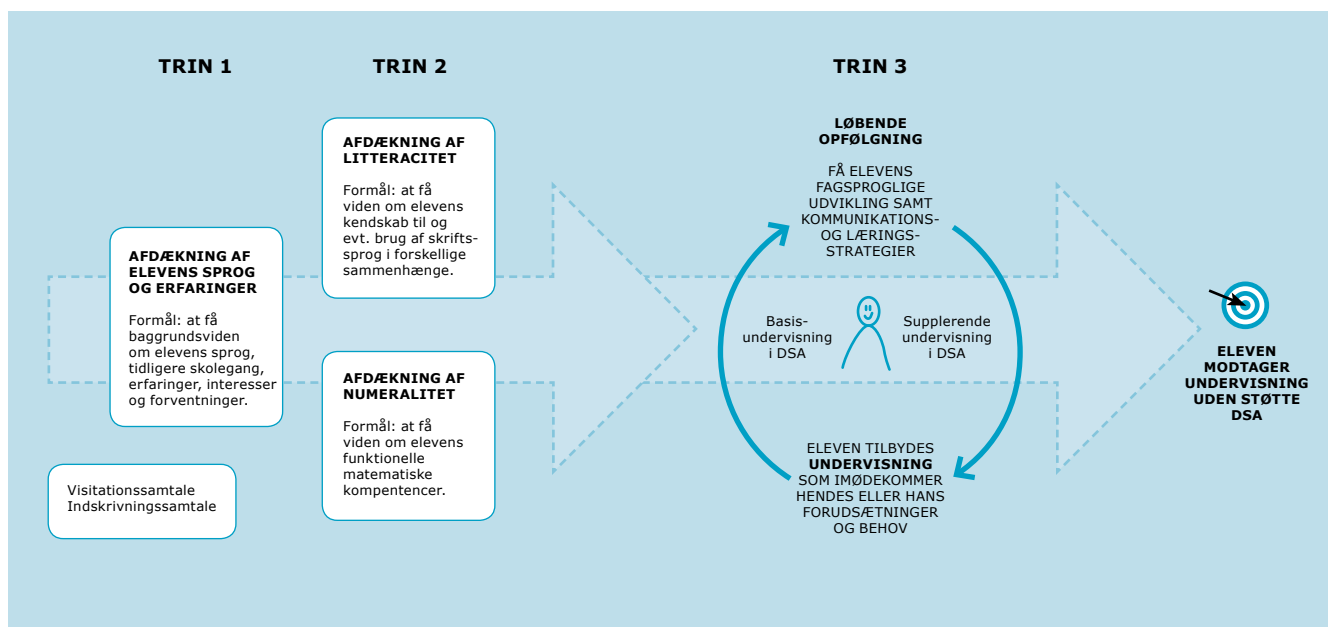 TRIN 1
AFDÆKNING AF
ELEVENS SPROG
OG ERFARINGER
Formål: at få
baggrundsviden
om elevens sprog,
tidligere skolegang,
erfaringer, interesser
og forventninger.
Visitationssamtale
Indskrivningssamtale
TRIN 2
AFDÆKNING AF
LITTERACITET
Formål: at få
viden om elevens
kendskab til og
evt. brug af skrifts-
sprog i forskellige
sammenhænge.
AFDÆKNING AF
NUMERALITET
Formål: at få
viden om elevens
funktionelle
matematiske
kompentencer.
TRIN 3
LØBENDE
OPFØLGNING
FÅ ELEVENS
FAGSPROGLIGE
UDVIKLING SAMT
KOMMUNIKATIONS-
OG LÆRINGS-
STRATEGIER
Basis-
undervisning
i DSA
Supplerende
undervisning
i DSA
ELEVEN TILBYDES
UNDERVISNING
SOM IMØDEKOMMER
HENDES ELLER HANS
FORUDSÆTNINGER
OG BEHOV
ELEVEN
MODTAGER
UNDERVISNING
UDEN STØTTE
DSA